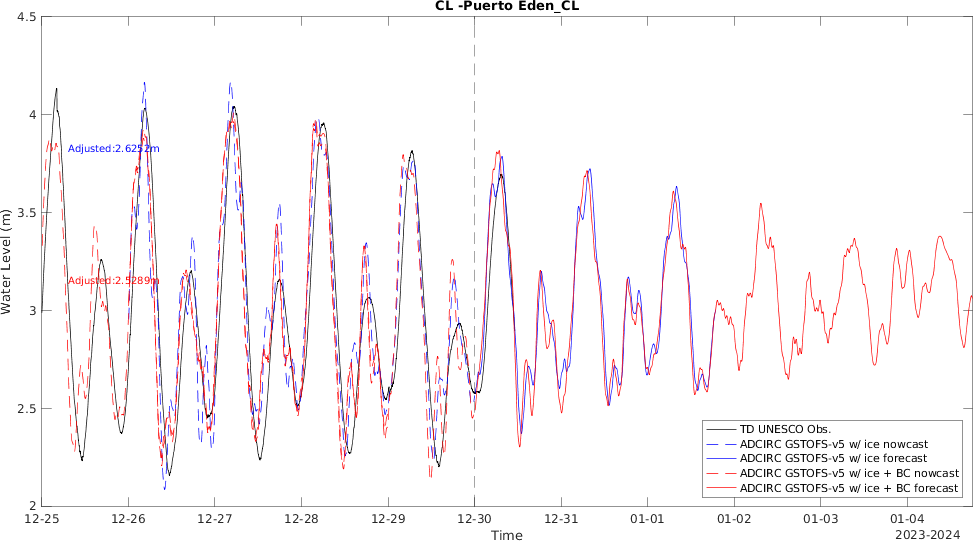 CL -Puerto Eden_CL
4.5
4
3.5
3
2.5
2
Water Level (m)
Adjusted:2.6252m
Adjusted:2.5289m
TD UNESCO Obs.
ADCIRC GSTOFS-v5 w/ ice nowcast
ADCIRC GSTOFS-v5 w/ ice forecast
ADCIRC GSTOFS-v5 w/ ice + BC nowcast
ADCIRC GSTOFS-v5 w/ ice + BC forecast
12-25 12-26 12-27 12-28 12-29 12-30 12-31 01-01 01-02 01-03 01-04
Time
2023-2024